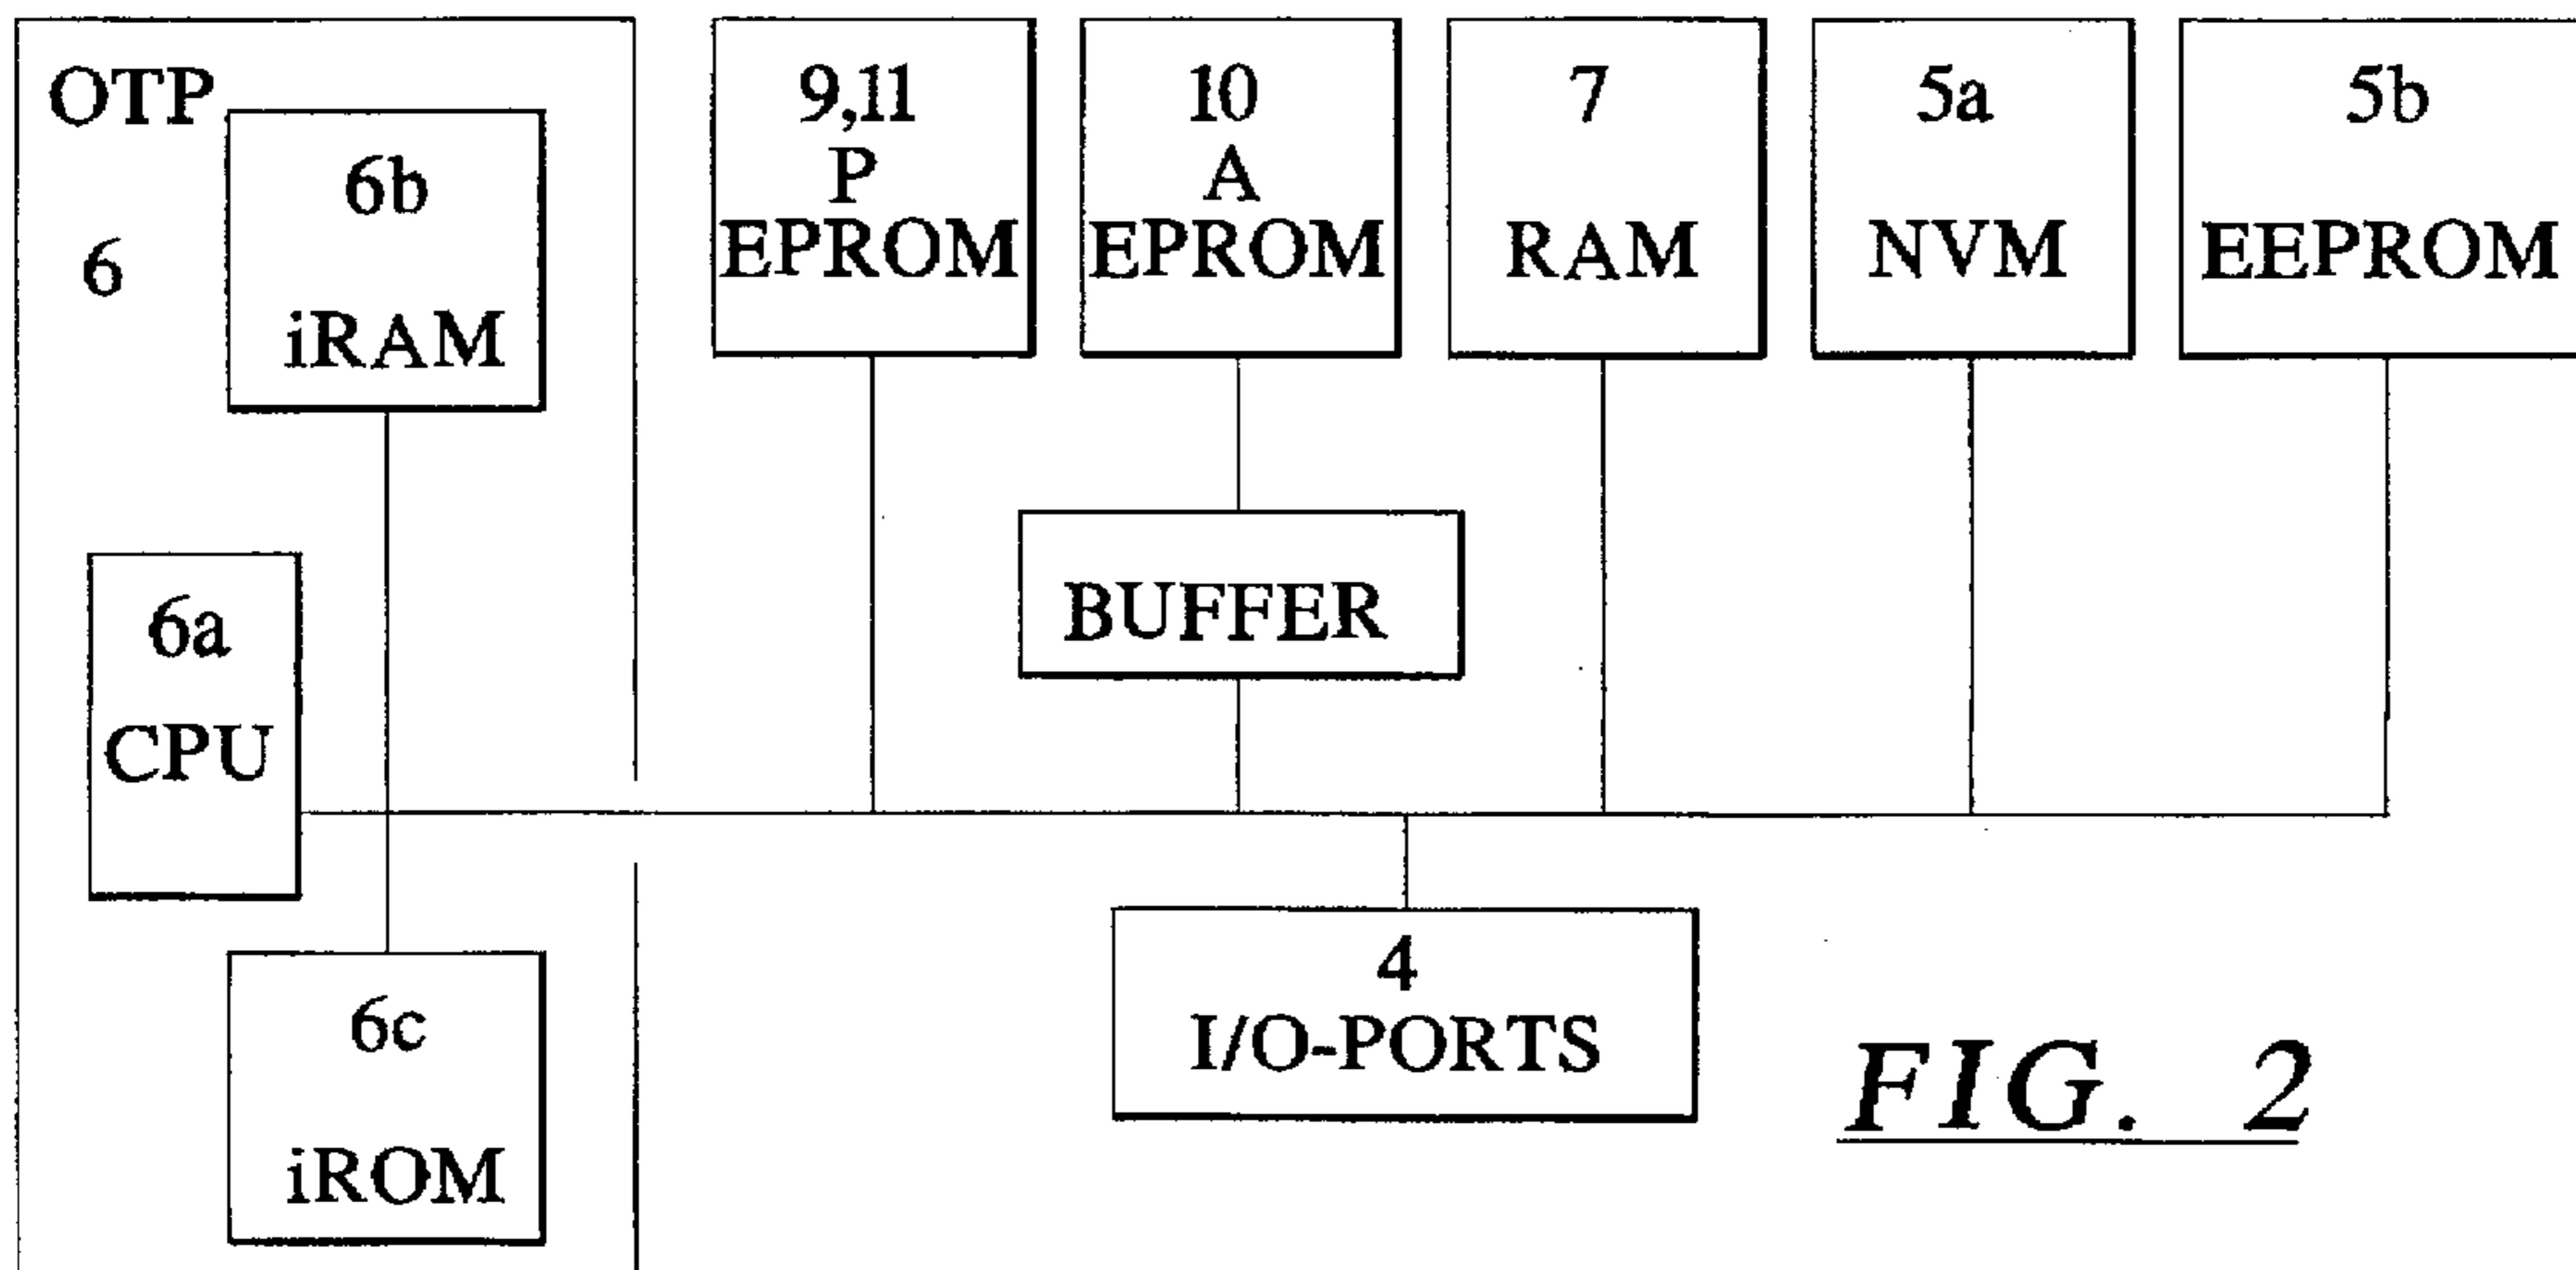 OTP
6
6b
iRAM
6a
CPU
6c
iROM
9,11
P
EPROM
10
A
EPROM
7
RAM
5a
NVM
5b
EEPROM
BUFFER
4
I/O-PORTS
FIG. 2